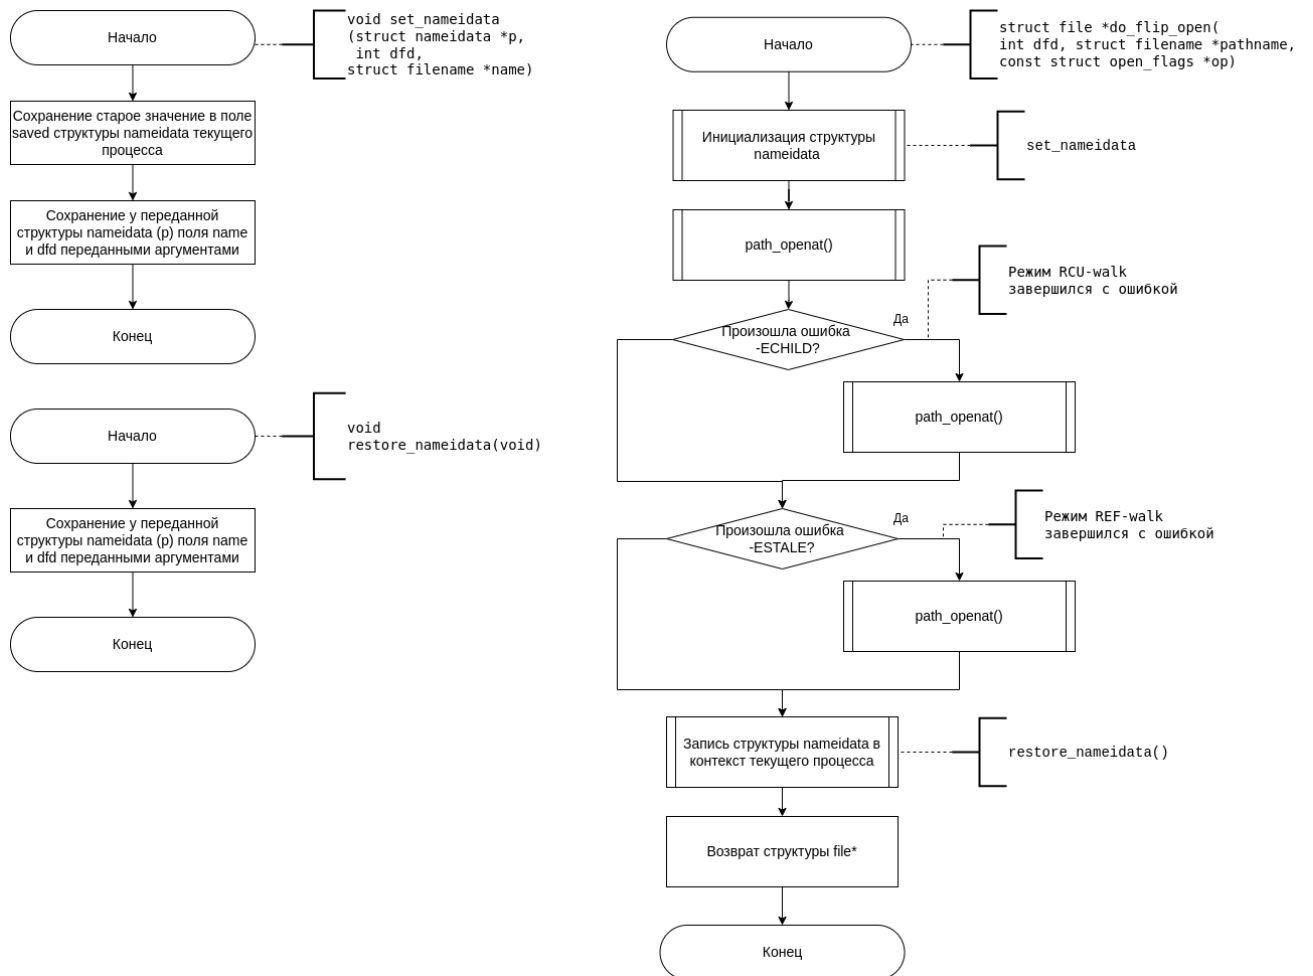 Начало
void set_nameidata
(struct nameidata *p,
int dfd,
struct filename *name)
Сохранение старое значение в поле
saved структуры nameidata текущего
процесса
Сохранение у переданной
структуры nameidata (p) поля name
и dfd переданными аргументами
Конец
Начало
void
restore_nameidata(void)
Сохранение у переданной
структуры nameidata (p) поля name
и dfd переданными аргументами
Конец
Начало
struct file *do_flip_open(
int dfd, struct filename *pathname,
const struct open_flags *op)
Инициализация структуры
nameidata
set_nameidata
path_openat()
Режим RCU-walk
завершился с ошибкой
Да
Произошла ошибка
-ECHILD?
path_openat()
Режим REF-walk
завершился с ошибкой
Да
Произошла ошибка
-ESTALE?
path_openat()
Запись структуры nameidata в
контекст текущего процесса
restore_nameidata()
Возврат структуры file*
Конец